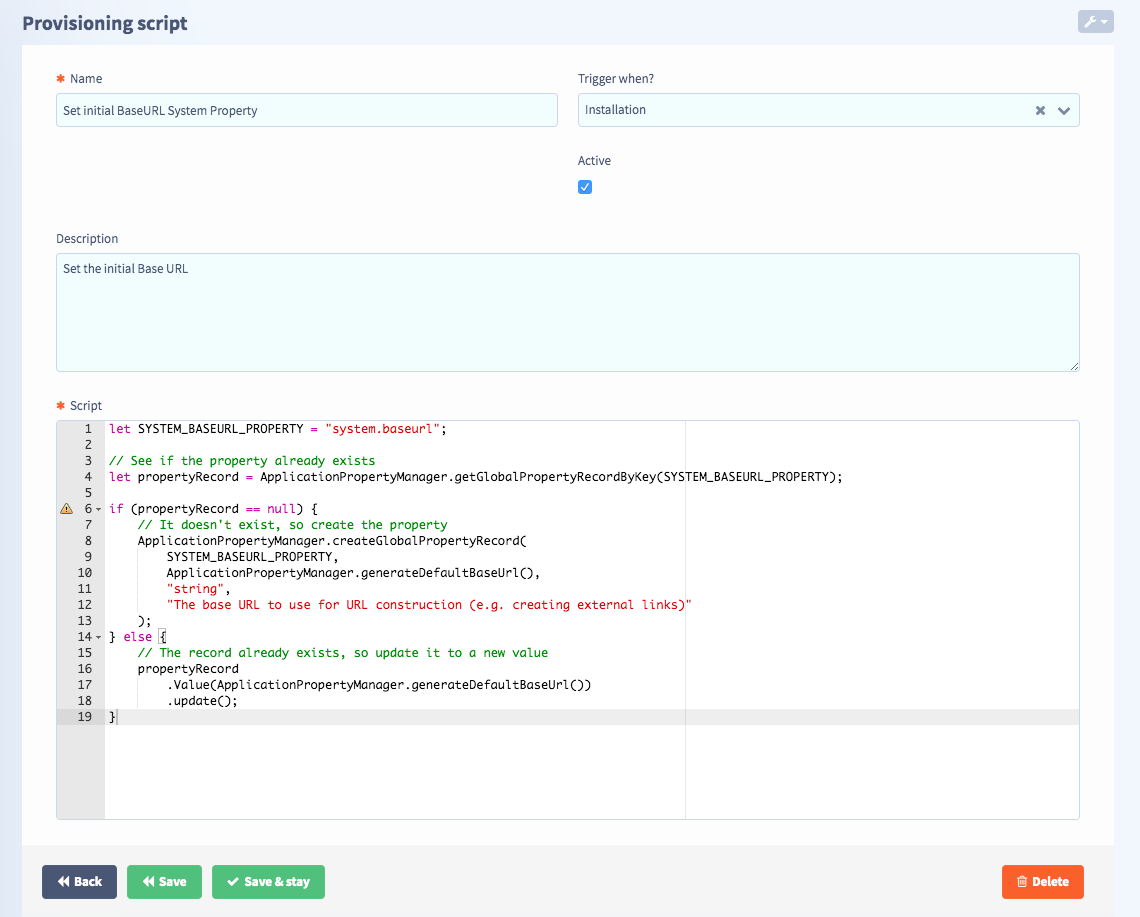 Provisioning script
* Name
Trigger when?
Set initial BaseURL System Property
Installation
Active
Description
Set the initial Base URL
* Script
1 let SYSTEM_BASEURL_PROPERTY = "system.baseurl";
2
3 // See if the property already exists
4 let propertyRecord = ApplicationPropertyManager.getGlobalPropertyRecordByKey(SYSTEM_BASEURL_PROPERTY);
5
6 if (propertyRecord == null) {
7     // It doesn't exist, so create the property
8     ApplicationPropertyManager.createGlobalPropertyRecord(
9         SYSTEM_BASEURL_PROPERTY,
10         ApplicationPropertyManager.generateDefaultBaseUrl(),
11         "string",
12         "The base URL to use for URL construction (e.g. creating external links)"
13     );
14 } else {
15     // The record already exists, so update it to a new value
16     propertyRecord
17         .Value(ApplicationPropertyManager.generateDefaultBaseUrl())
18         .update();
19 }
Back
Save
Save & stay
Delete